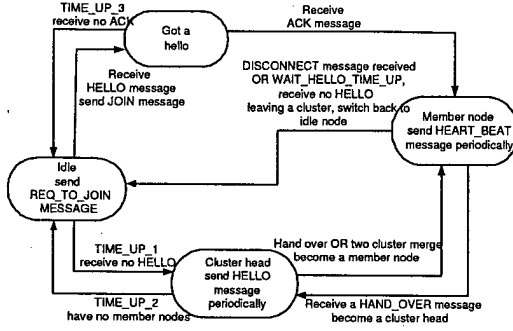 TIME_UP_3
receive no ACK
Got a
hello
Receive
ACK message
Receive
HELLO message
send JOIN message
DISCONNECT message received
OR WAIT_HELLO_TIME_UP,
receive no HELLO
leaving a cluster, switch back to
idle node
Member node
send HEART_BEAT
message periodically
Idle
send
REQ_TO_JOIN
MESSAGE
TIME_UP_1
receive no HELLO
Cluster head
send HELLO
message
periodically
Hand over OR two cluster merge
become a member node
TIME_UP_2
have no member nodes
Receive a HAND_OVER message
become a cluster head